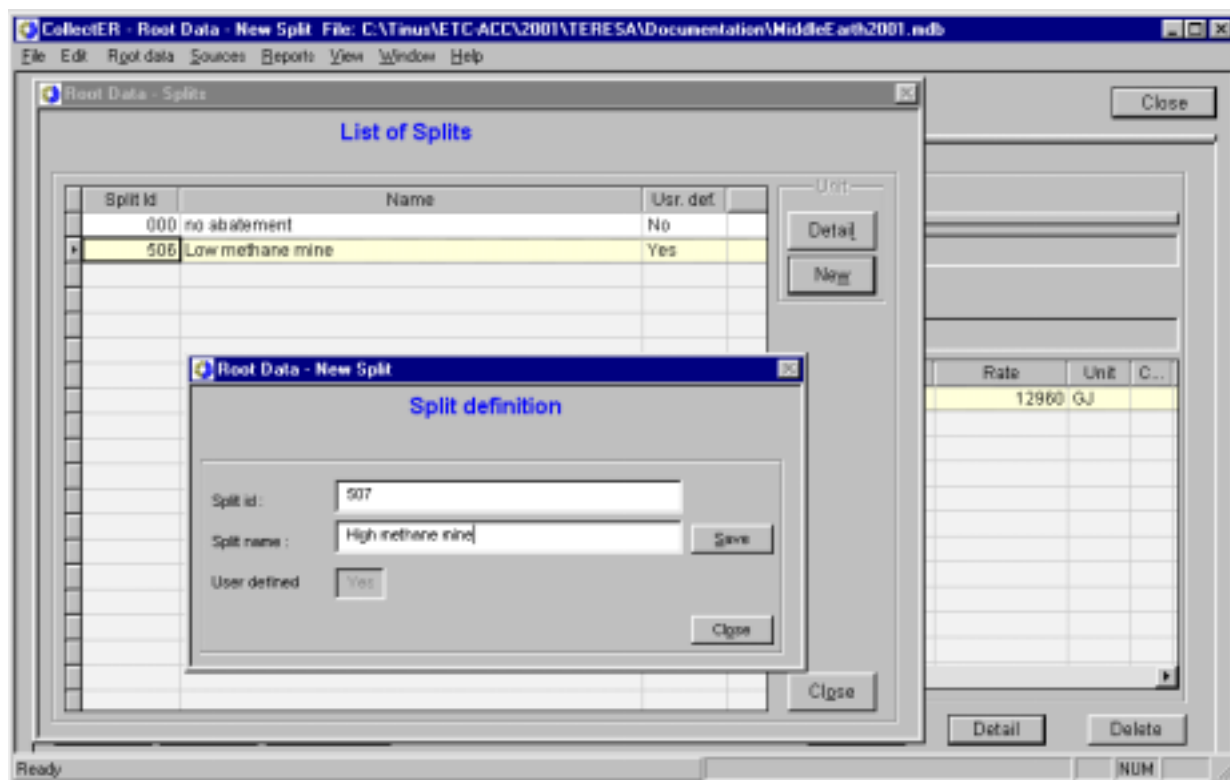 CollectER - Root Data - New Split File: C:\Tinus\ETC-ACC\2001\TERESA\Documentation\MiddleEarth2001.mdb
File Edit Root data Sources Reports View Window Help
Root Data - Splits
Close
List of Splits
Split Id Name Usr. def. Unit
000 no abatement No Detail
506 Low methane mine Yes
New
Root Data - New Split
Rate Unit C...
Split definition
12960 GJ
Split id : 507
Split name : High methane mine Save
User defined Yes
Close
Close
Detail Delete
Ready NUM